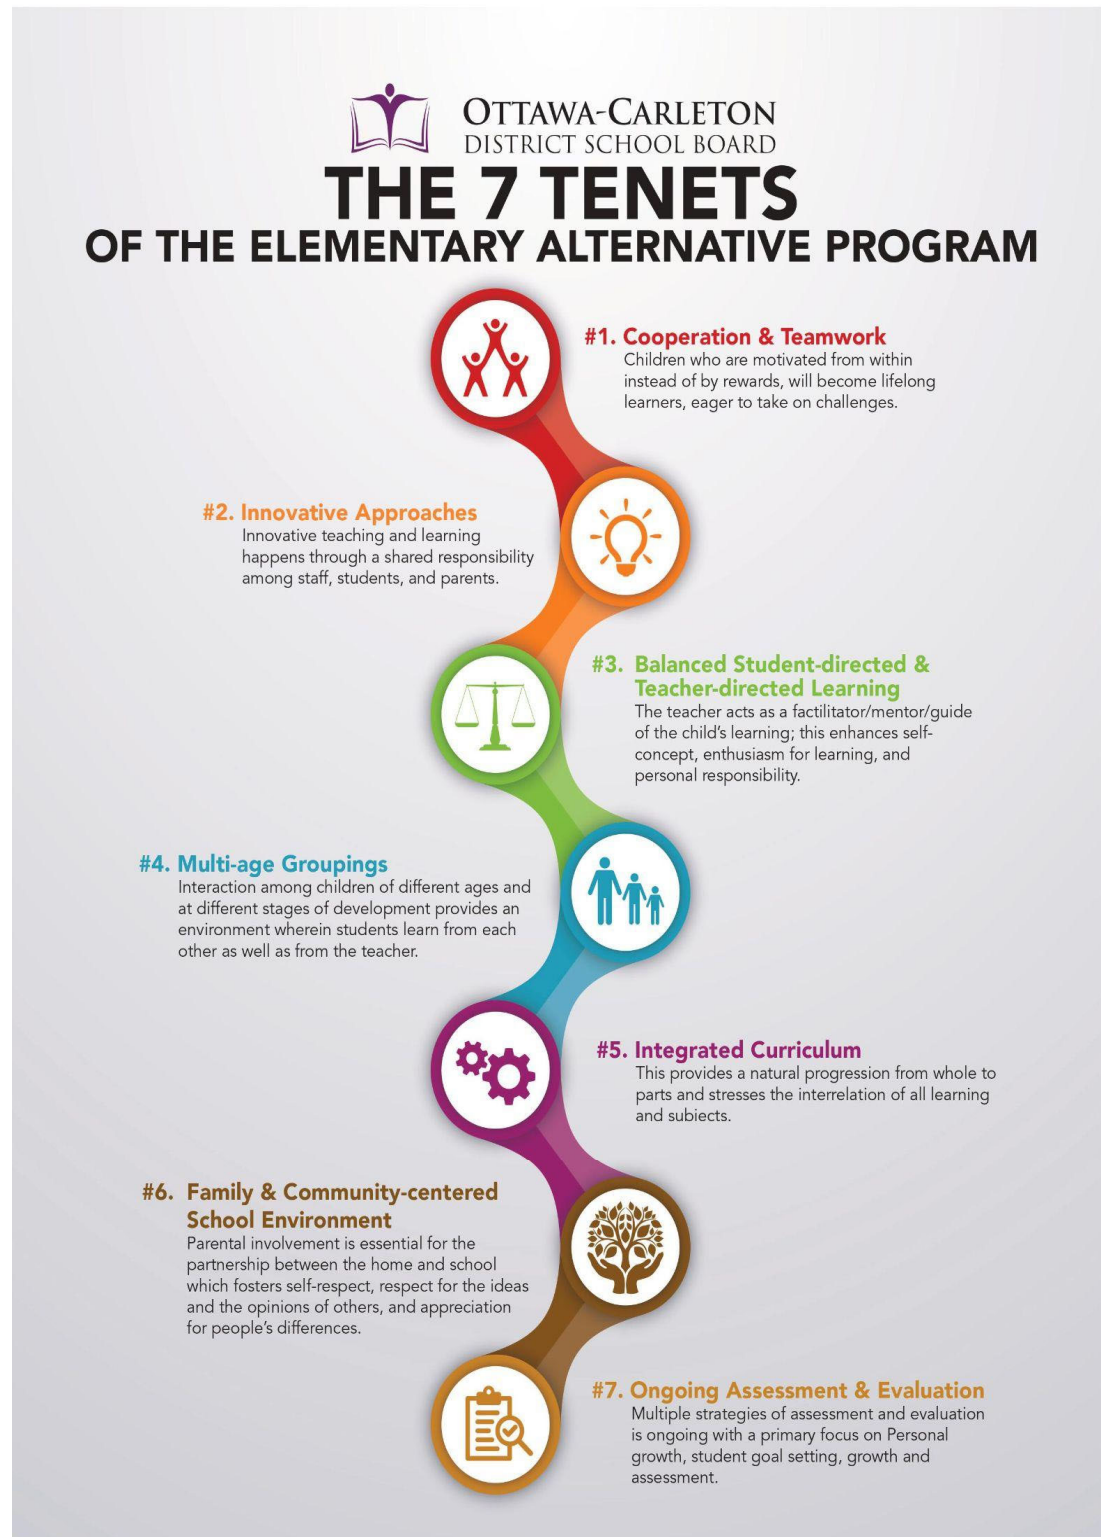 OTTAWA-CARLETON
DISTRICT SCHOOL BOARD
THE 7 TENETS
OF THE ELEMENTARY ALTERNATIVE PROGRAM
#1. Cooperation & Teamwork
Children who are motivated from within
instead of by rewards, will become lifelong
learners, eager to take on challenges.
#2. Innovative Approaches
Innovative teaching and learning
happens through a shared responsibility
among staff, students, and parents.
#3. Balanced Student-directed &
Teacher-directed Learning
The teacher acts as a factilitator/mentor/guide
of the child's learning; this enhances self-
concept, enthusiasm for learning, and
personal responsibility.
#4. Multi-age Groupings
Interaction among children of different ages and
at different stages of development provides an
environment wherein students learn from each
other as well as from the teacher.
#5. Integrated Curriculum
This provides a natural progression from whole to
parts and stresses the interrelation of all learning
and subiects.
#6. Family & Community-centered
School Environment
Parental involvement is essential for the
partnership between the home and school
which fosters self-respect, respect for the ideas
and the opinions of others, and appreciation
for people's differences.
#7. Ongoing Assessment & Evaluation
Multiple strategies of assessment and evaluation
is ongoing with a primary focus on Personal
growth, student goal setting, growth and
assessment.